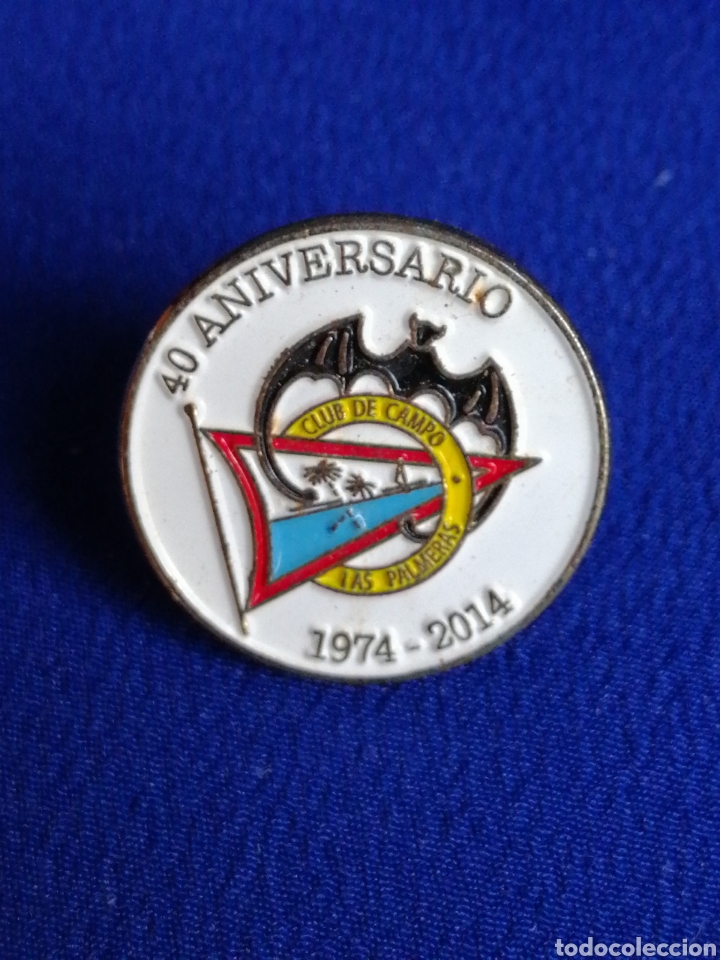 40 ANIVERSARIO
CLUB DE CAMPO
LAS PALMERAS
1974 - 2014
todocoleccion